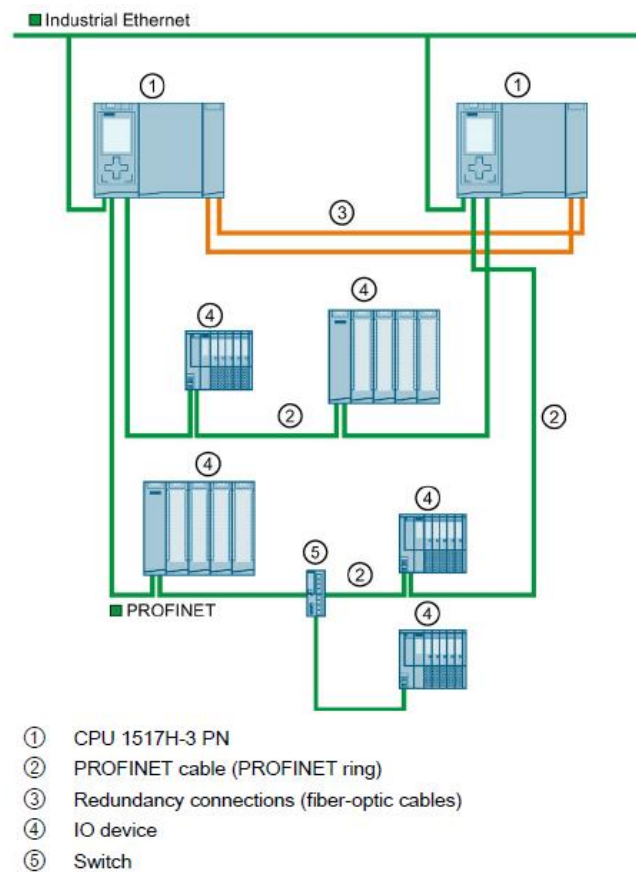 Industrial Ethernet
① ①
③
④
④
② ②
④
④
⑤
②
PROFINET
④
① CPU 1517H-3 PN
② PROFINET cable (PROFINET ring)
③ Redundancy connections (fiber-optic cables)
④ IO device
⑤ Switch